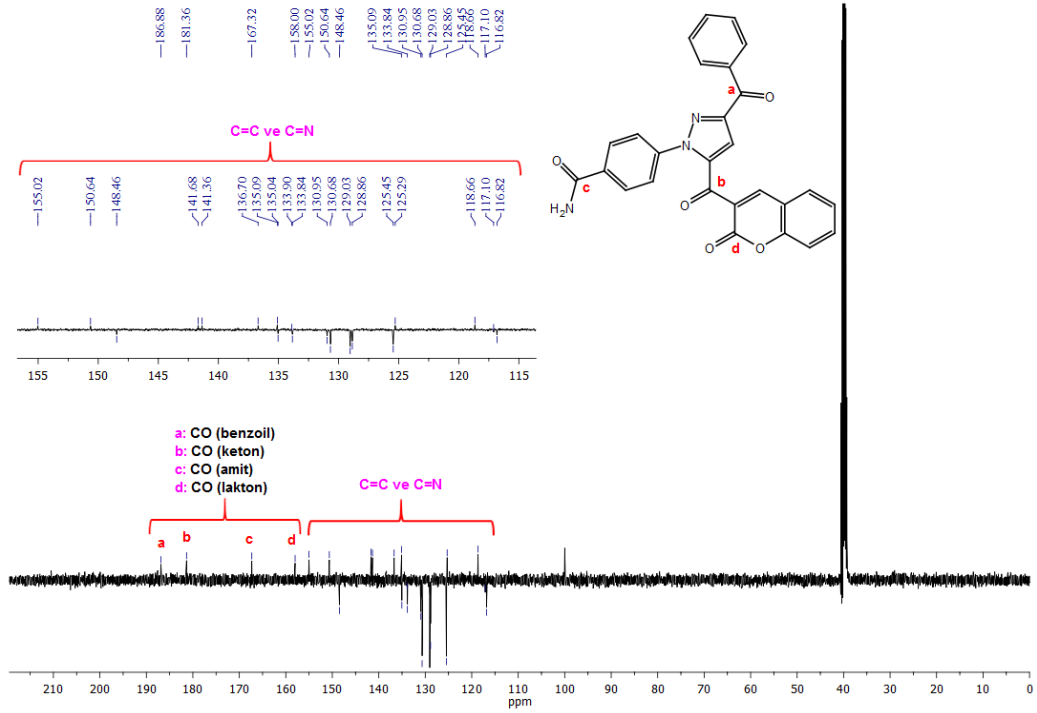 186.88
181.36
167.32
158.00
155.02
150.64
148.46
135.09
133.84
130.95
130.68
129.03
128.86
125.45
118.66
117.10
116.82
C=C ve C=N
155.02
150.64
148.46
141.68
141.36
136.70
135.09
135.04
133.90
133.84
130.95
130.68
129.03
128.86
125.45
125.29
118.66
117.10
116.82
155 150 145 140 135 130 125 120 115
a O
N N
O c H₂N
b O
O d O
a: CO (benzoil)
b: CO (keton)
c: CO (amit)
d: CO (lakton)
C=C ve C=N
a b c d
210 200 190 180 170 160 150 140 130 120 110 100 90 80 70 60 50 40 30 20 10 0
ppm